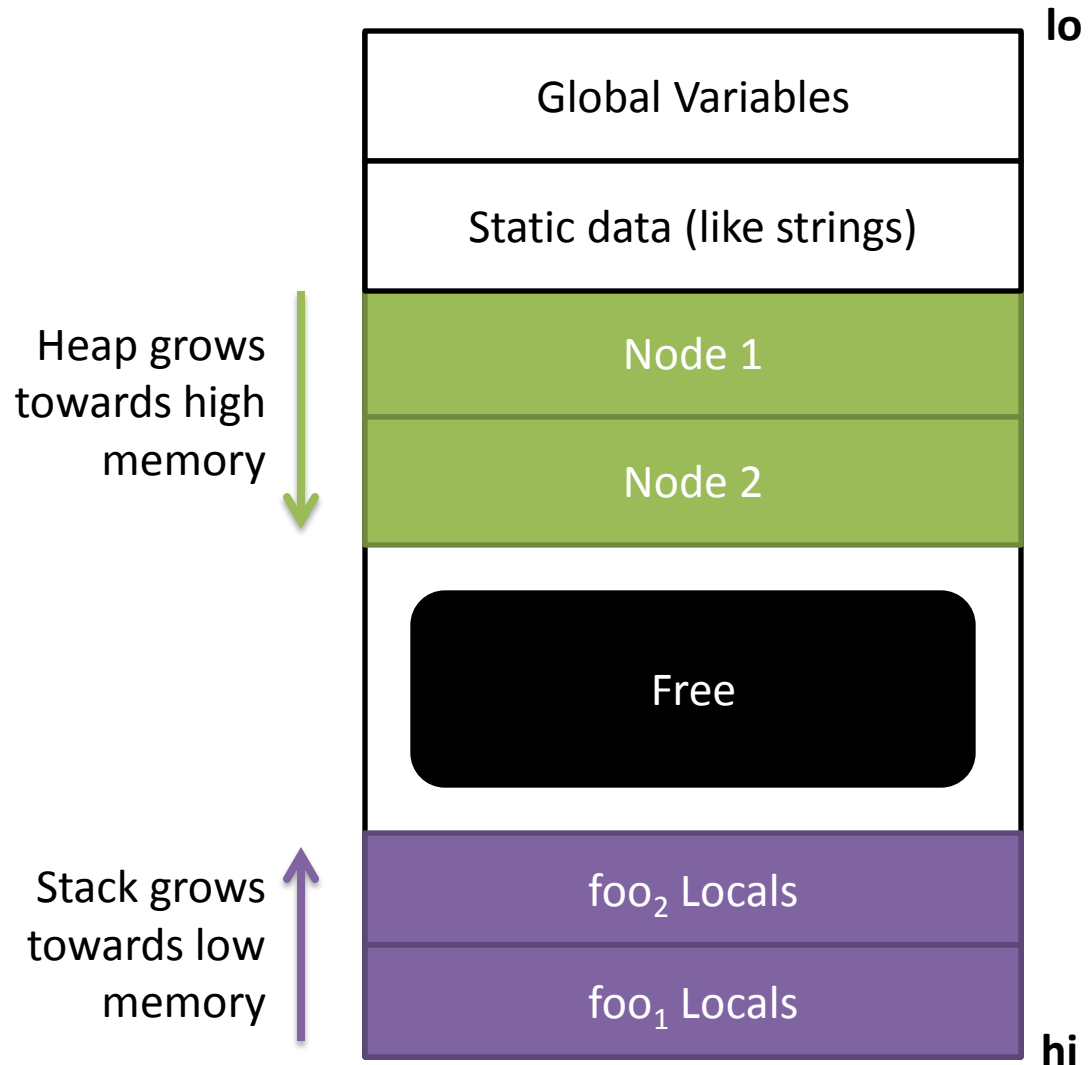 lo
Global Variables
Static data (like strings)
Heap grows
towards high
memory
Node 1
Node 2
Free
Stack grows
towards low
memory
foo₂ Locals
foo₁ Locals
hi